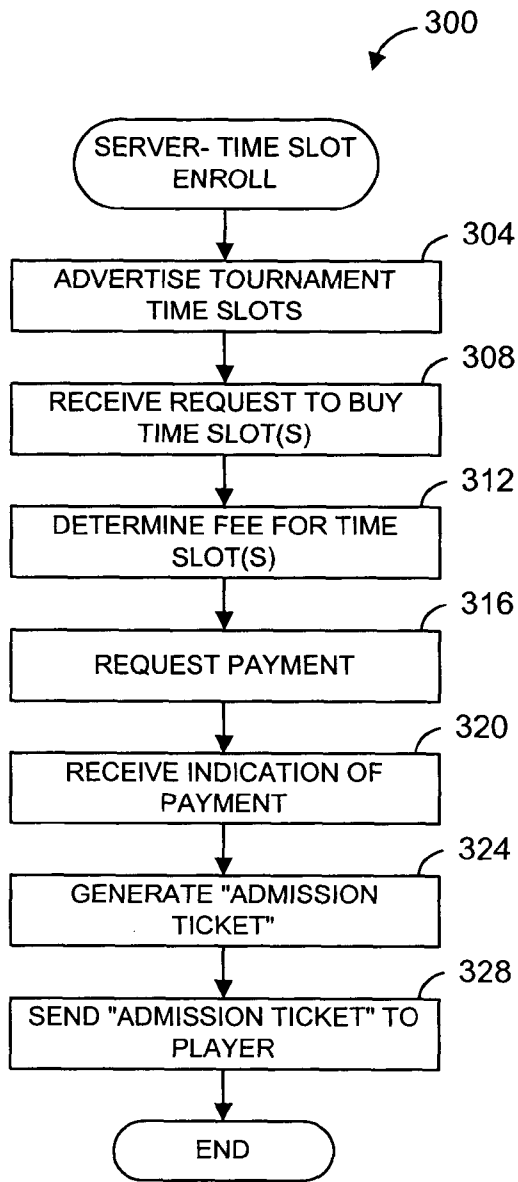 300
SERVER- TIME SLOT
ENROLL
304
ADVERTISE TOURNAMENT
TIME SLOTS
308
RECEIVE REQUEST TO BUY
TIME SLOT(S)
312
DETERMINE FEE FOR TIME
SLOT(S)
316
REQUEST PAYMENT
320
RECEIVE INDICATION OF
PAYMENT
324
GENERATE "ADMISSION
TICKET"
328
SEND "ADMISSION TICKET" TO
PLAYER
END